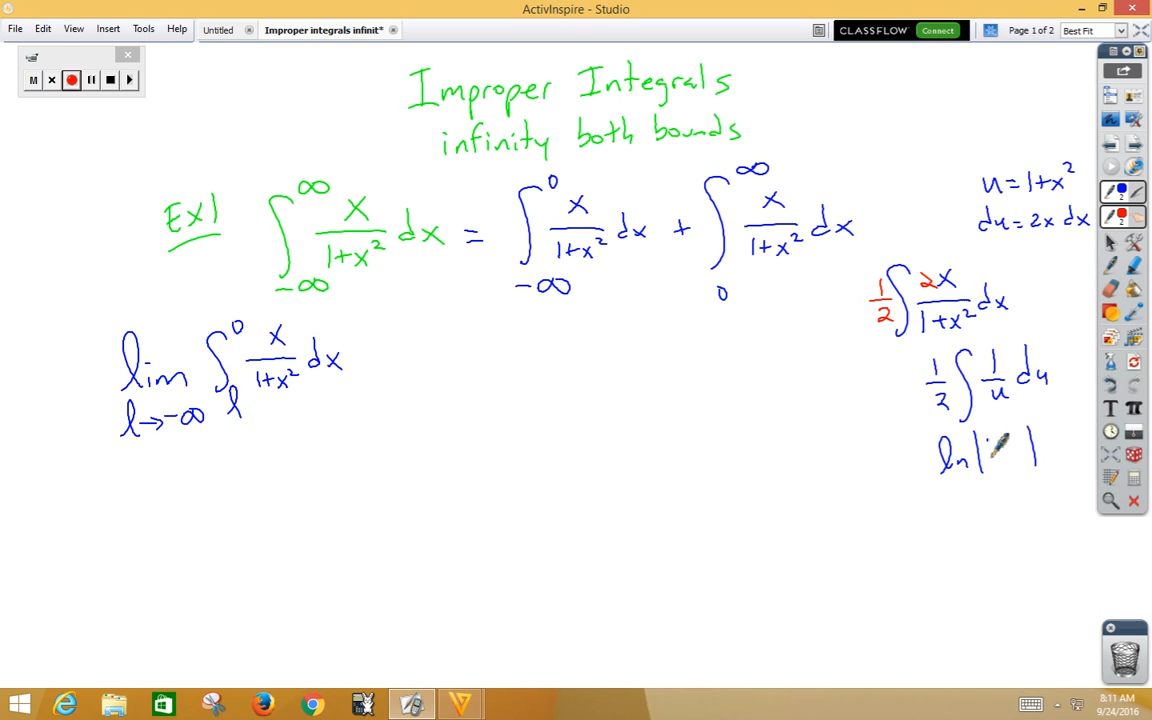 ActivInspire - Studio
File Edit View Insert Tools Help
Untitled
Improper integrals infinit*
CLASSFLOW Connect
Page 1 of 2
Best Fit
M
Improper Integrals
infinity both bounds
Ex1 ∫_{-∞}^{∞} x/(1+x²) dx = ∫_{-∞}^{0} x/(1+x²) dx + ∫_{0}^{∞} x/(1+x²) dx
u = 1+x²
du = 2x dx
1/2 ∫ 2x/(1+x²) dx
lim_{l→-∞} ∫_{l}^{0} x/(1+x²) dx
1/2 ∫ 1/u du
ln| |
2
2
T π
8:11 AM
9/24/2016